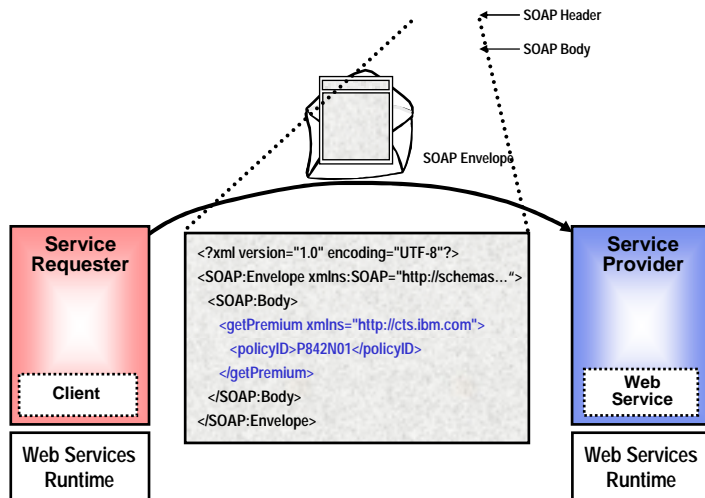 SOAP Header
SOAP Body
SOAP Envelope
Service
Requester
Client
Web Services
Runtime
<?xml version="1.0" encoding="UTF-8"?>
<SOAP:Envelope xmlns:SOAP="http://schemas…“>
<SOAP:Body>
<getPremium xmlns="http://cts.ibm.com">
<policyID>P842N01</policyID>
</getPremium>
</SOAP:Body>
</SOAP:Envelope>
Service
Provider
Web
Service
Web Services
Runtime